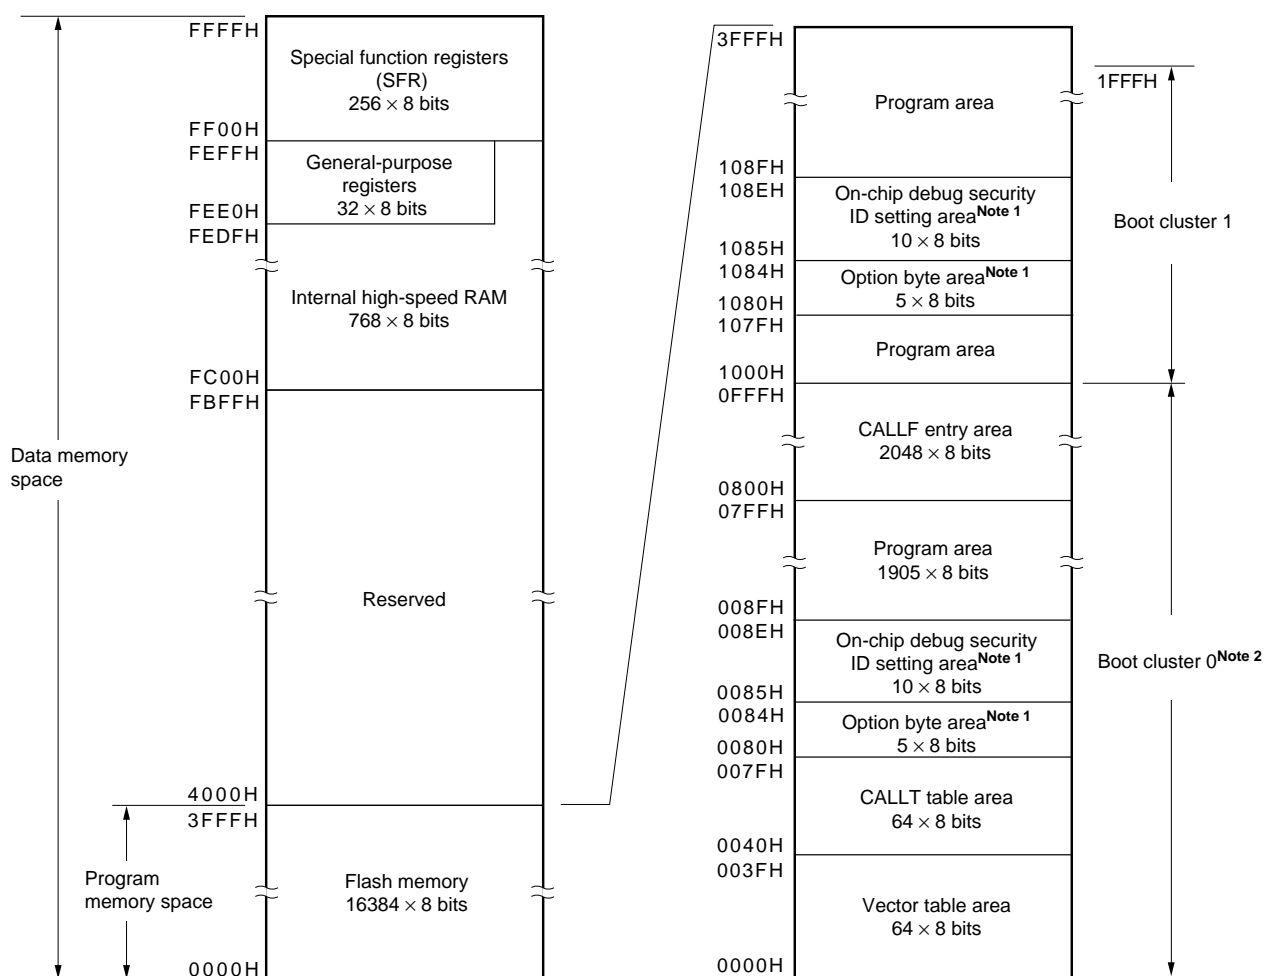 FFFFH
Special function registers
(SFR)
256 × 8 bits
FF00H
FEFFH
General-purpose
registers
32 × 8 bits
FEE0H
FEDFH
Internal high-speed RAM
768 × 8 bits
FC00H
FBFFH
Data memory
space
Reserved
4000H
3FFFH
Program
memory space
Flash memory
16384 × 8 bits
0000H
3FFFH
1FFFH
Program area
108FH
108EH
On-chip debug security
ID setting areaNote 1
10 × 8 bits
Boot cluster 1
1085H
1084H
Option byte areaNote 1
5 × 8 bits
1080H
107FH
Program area
1000H
0FFFH
CALLF entry area
2048 × 8 bits
0800H
07FFH
Program area
1905 × 8 bits
008FH
008EH
On-chip debug security
ID setting areaNote 1
10 × 8 bits
Boot cluster 0Note 2
0085H
0084H
Option byte areaNote 1
5 × 8 bits
0080H
007FH
CALLT table area
64 × 8 bits
0040H
003FH
Vector table area
64 × 8 bits
0000H